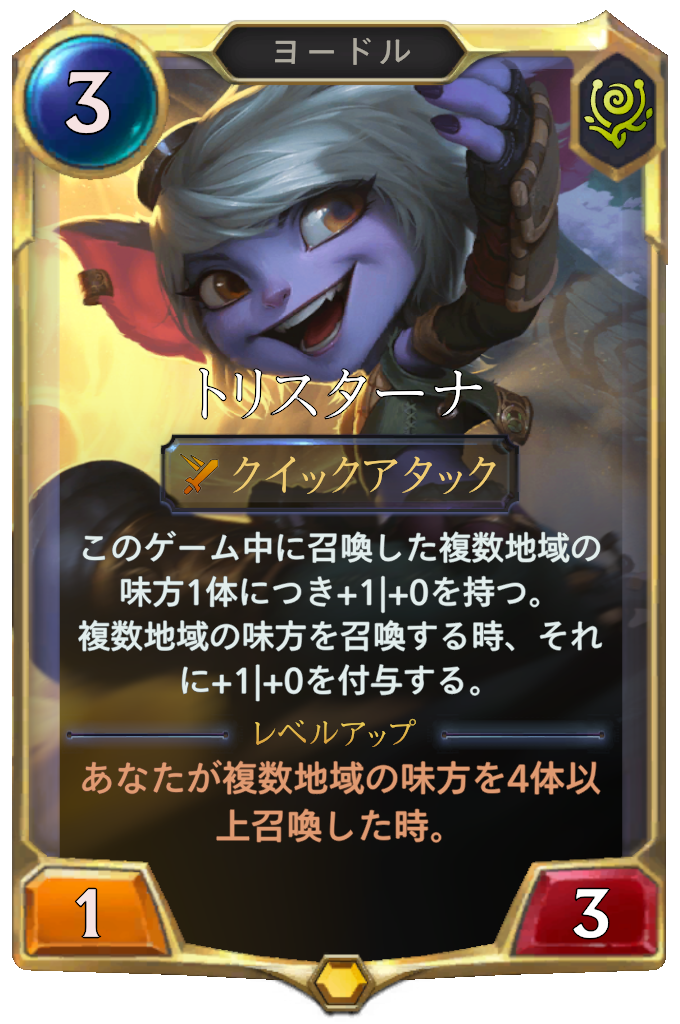 ヨードル
3
トリスターナ
クイックアタック
このゲーム中に召喚した複数地域の
味方1体につき+1|+0を持つ。
複数地域の味方を召喚する時、それ
に+1|+0を付与する。
レベルアップ
あなたが複数地域の味方を4体以
上召喚した時。
1
3